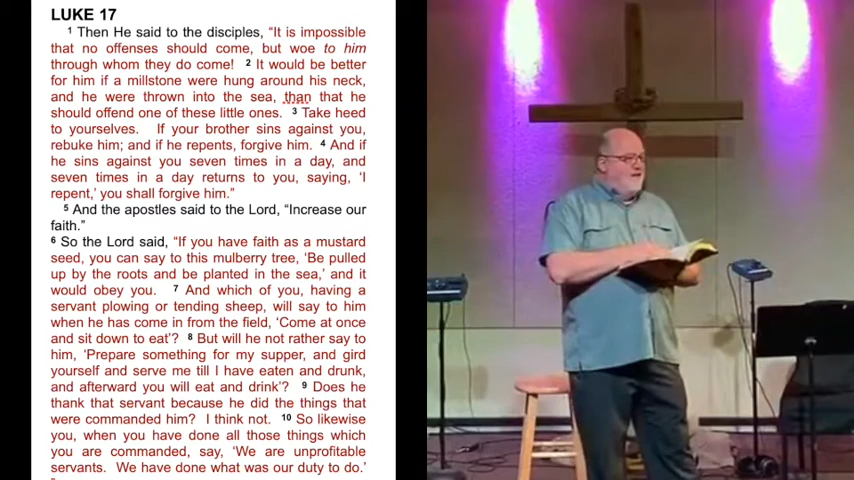 LUKE 17
1 Then He said to the disciples, “It is impossible
that no offenses should come, but woe to him
through whom they do come! 2 It would be better
for him if a millstone were hung around his neck,
and he were thrown into the sea, than that he
should offend one of these little ones. 3 Take heed
to yourselves. If your brother sins against you,
rebuke him; and if he repents, forgive him. 4 And if
he sins against you seven times in a day, and
seven times in a day returns to you, saying, ‘I
repent,’ you shall forgive him.”
5 And the apostles said to the Lord, “Increase our
faith.”
6 So the Lord said, “If you have faith as a mustard
seed, you can say to this mulberry tree, ‘Be pulled
up by the roots and be planted in the sea,’ and it
would obey you. 7 And which of you, having a
servant plowing or tending sheep, will say to him
when he has come in from the field, ‘Come at once
and sit down to eat’? 8 But will he not rather say to
him, ‘Prepare something for my supper, and gird
yourself and serve me till I have eaten and drunk,
and afterward you will eat and drink’? 9 Does he
thank that servant because he did the things that
were commanded him? I think not. 10 So likewise
you, when you have done all those things which
you are commanded, say, ‘We are unprofitable
servants. We have done what was our duty to do.’
”